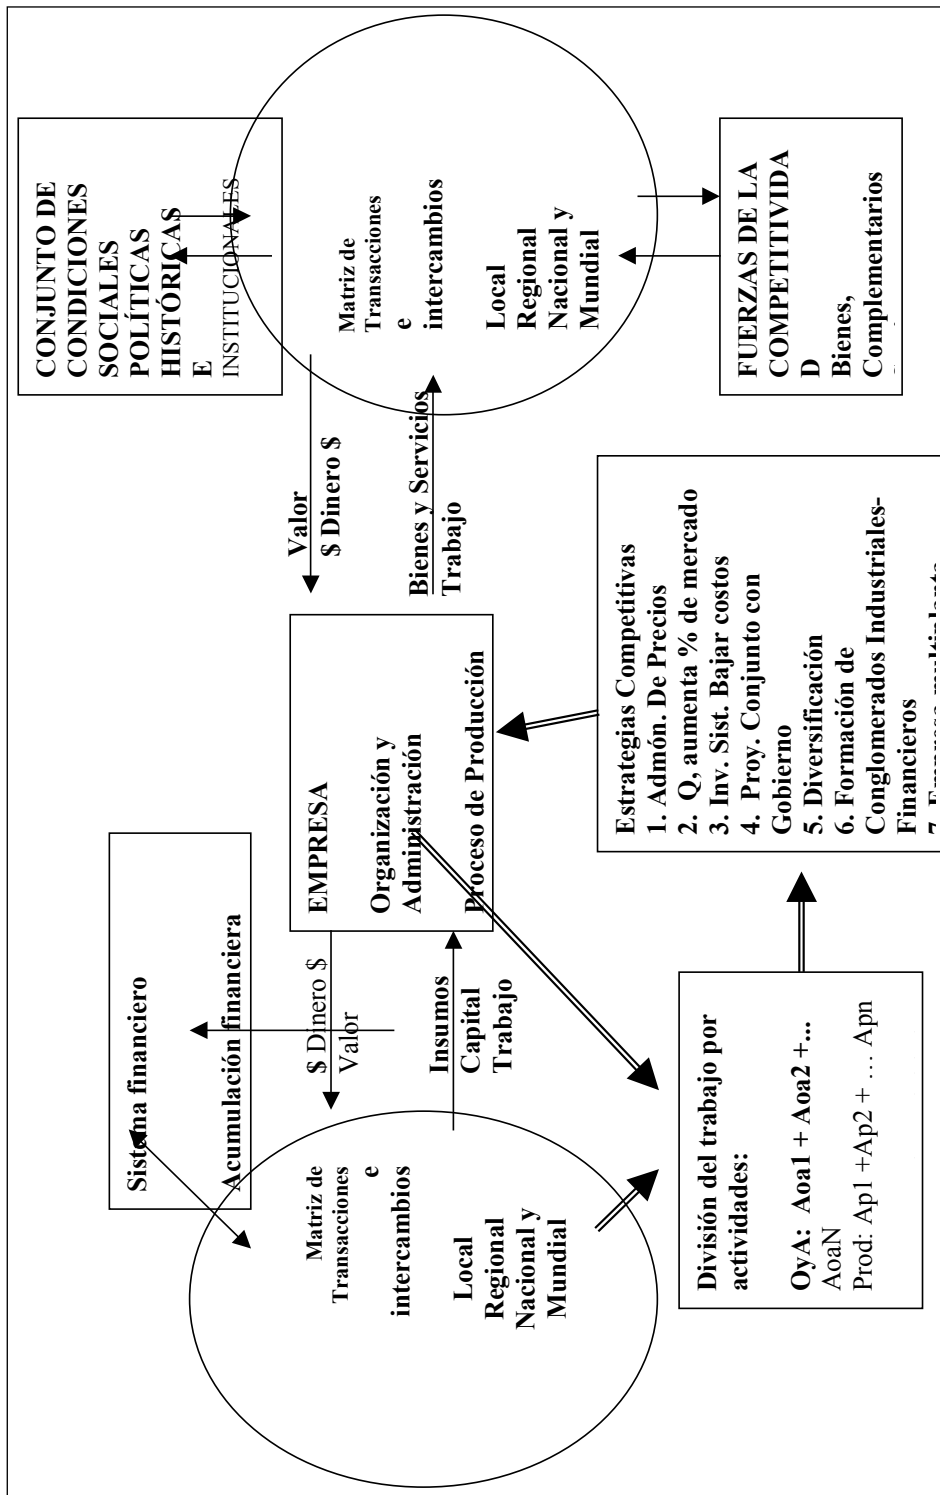 Sistema financiero
Acumulación financiera
CONJUNTO DE
CONDICIONES
SOCIALES
POLÍTICAS
HISTÓRICAS
E
INSTITUCIONALES
Matriz de
Transacciones
e
intercambios
Local
Regional
Nacional y
Mundial
$ Dinero $
Valor
Insumos
Capital
Trabajo
EMPRESA
Organización y
Administración
Proceso de Producción
Valor
$ Dinero $
Bienes y Servicios
Trabajo
Matriz de
Transacciones
e
intercambios
Local
Regional
Nacional y
Mundial
División del trabajo por
actividades:
OyA: Aoa1 + Aoa2 +...
AoaN
Prod: Ap1 +Ap2 + … Apn
Estrategias Competitivas
1. Admón. De Precios
2. Q, aumenta % de mercado
3. Inv. Sist. Bajar costos
4. Proy. Conjunto con
Gobierno
5. Diversificación
6. Formación de
Conglomerados Industriales-
Financieros
7. Empresa multiplanta
FUERZAS DE LA
COMPETITIVIDA
D
Bienes,
Complementarios